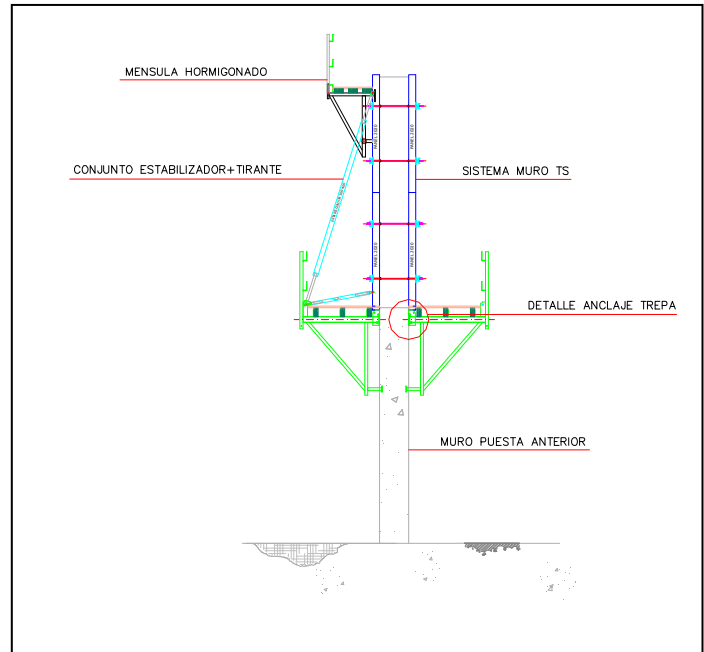 MENSULA HORMIGONADO
CONJUNTO ESTABILIZADOR+TIRANTE
SISTEMA MURO TS
DETALLE ANCLAJE TREPA
MURO PUESTA ANTERIOR